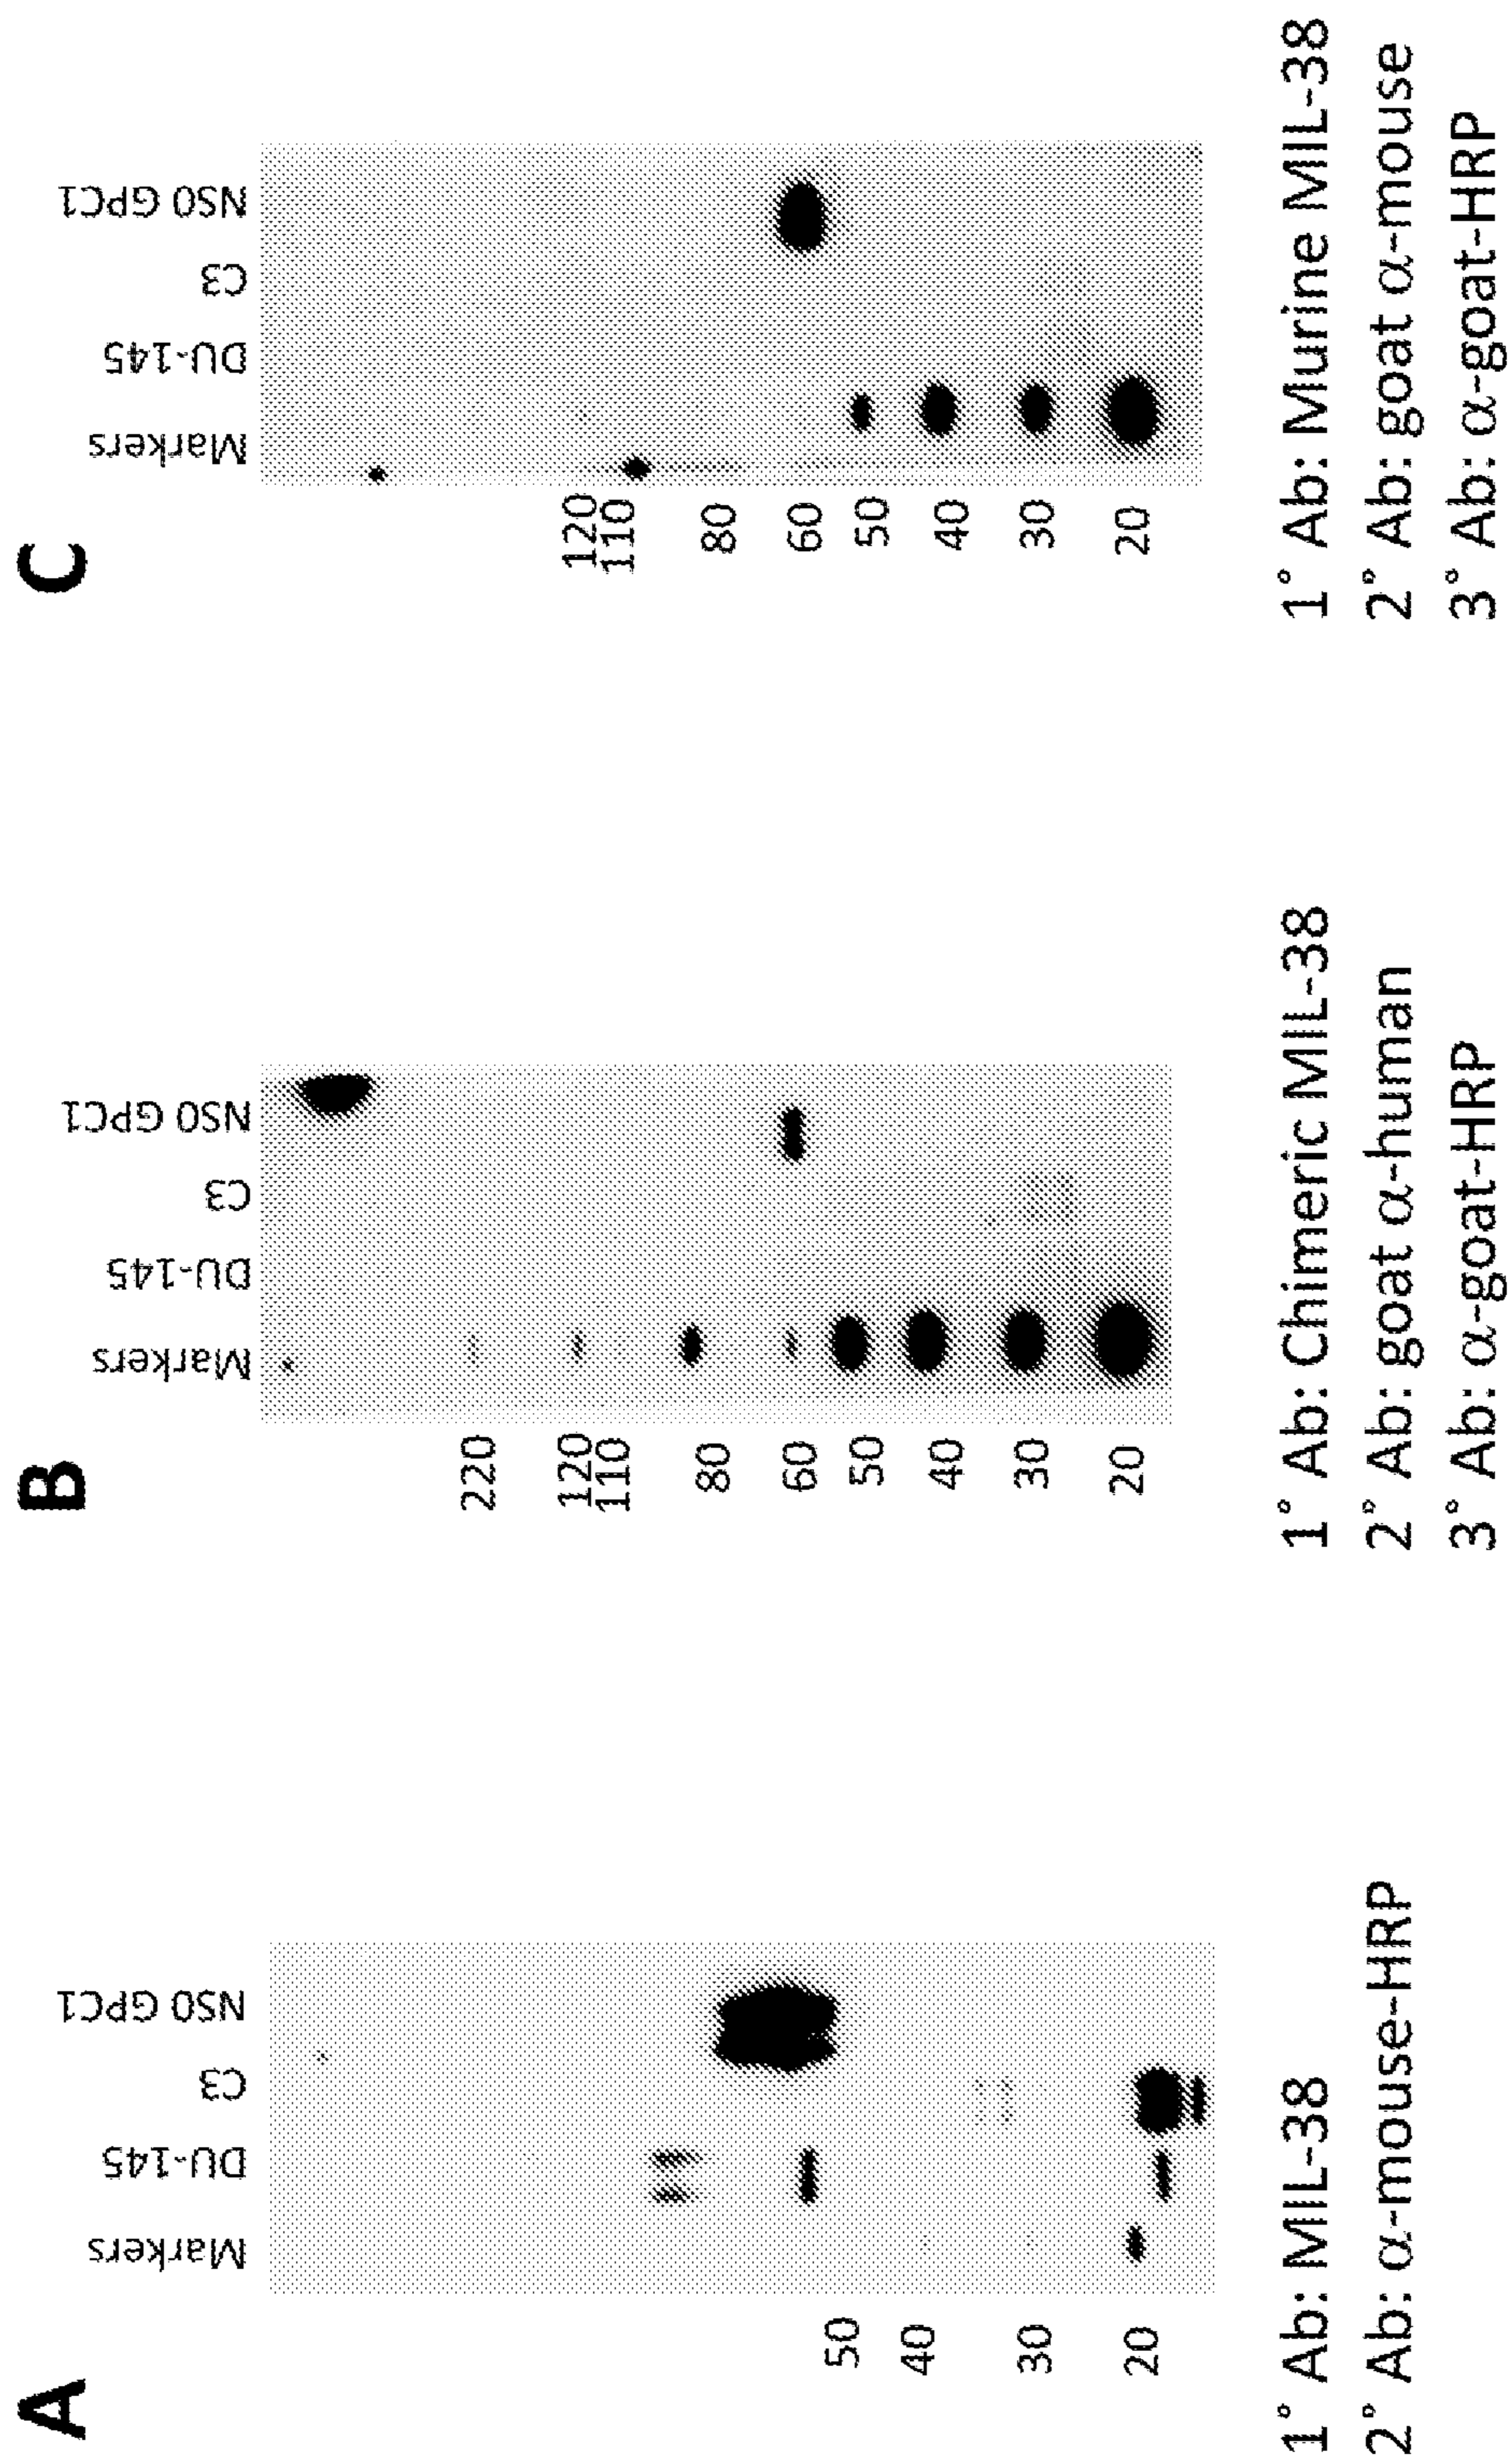 A
Markers
DU-145
C3
NS0 GPC1
50
40
30
20
1° Ab: MIL-38
2° Ab: α-mouse-HRP
B
Markers
DU-145
C3
NS0 GPC1
220
120
110
80
60
50
40
30
20
1° Ab: Chimeric MIL-38
2° Ab: goat α-human
3° Ab: α-goat-HRP
C
Markers
DU-145
C3
NS0 GPC1
120
110
80
60
50
40
30
20
1° Ab: Murine MIL-38
2° Ab: goat α-mouse
3° Ab: α-goat-HRP